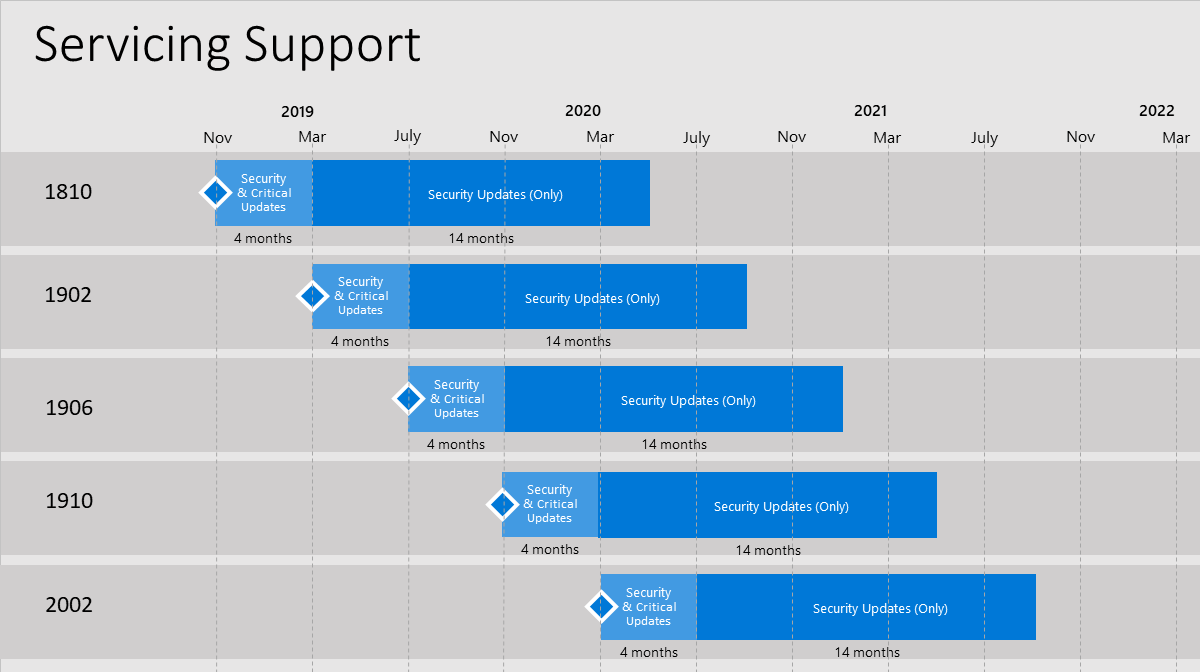 Servicing Support
2019 2020 2021 2022
Nov Mar July Nov Mar July Nov Mar July Nov Mar
1810
Security
& Critical
Updates
Security Updates (Only)
4 months 14 months
1902
Security
& Critical
Updates
Security Updates (Only)
4 months 14 months
1906
Security
& Critical
Updates
Security Updates (Only)
4 months 14 months
1910
Security
& Critical
Updates
Security Updates (Only)
4 months 14 months
2002
Security
& Critical
Updates
Security Updates (Only)
4 months 14 months